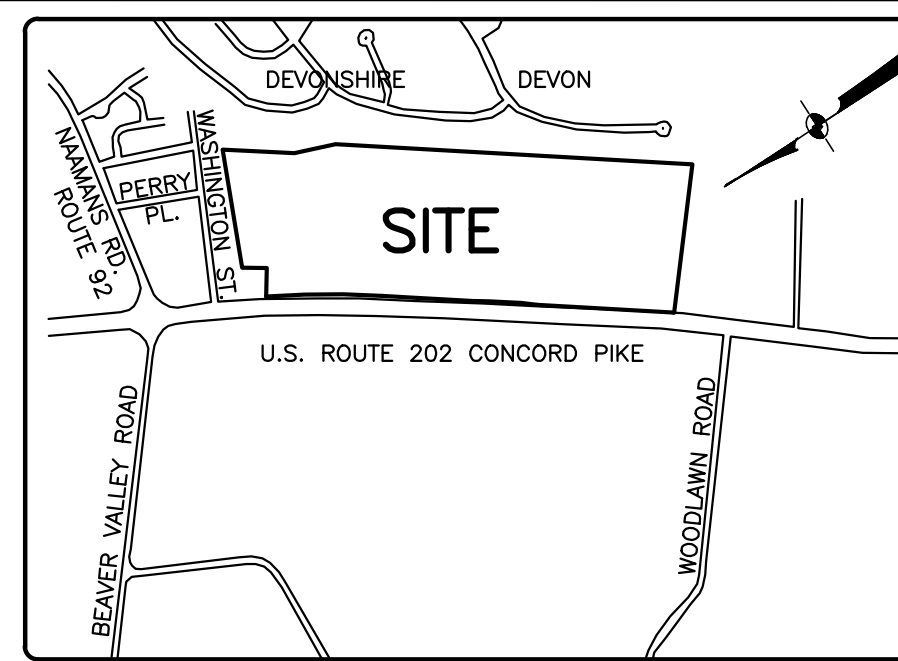 DEVONSHIRE
DEVON
NAAMANS RD.
ROUTE 92
PERRY
PL.
WASHINGTON ST.
SITE
U.S. ROUTE 202 CONCORD PIKE
BEAVER VALLEY ROAD
WOODLAWN ROAD